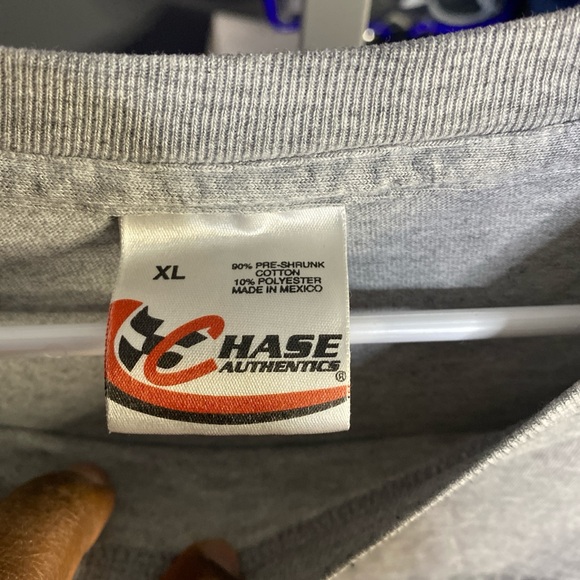 XL
90% PRE-SHRUNK
COTTON
10% POLYESTER
MADE IN MEXICO
CHASE
AUTHENTICS®